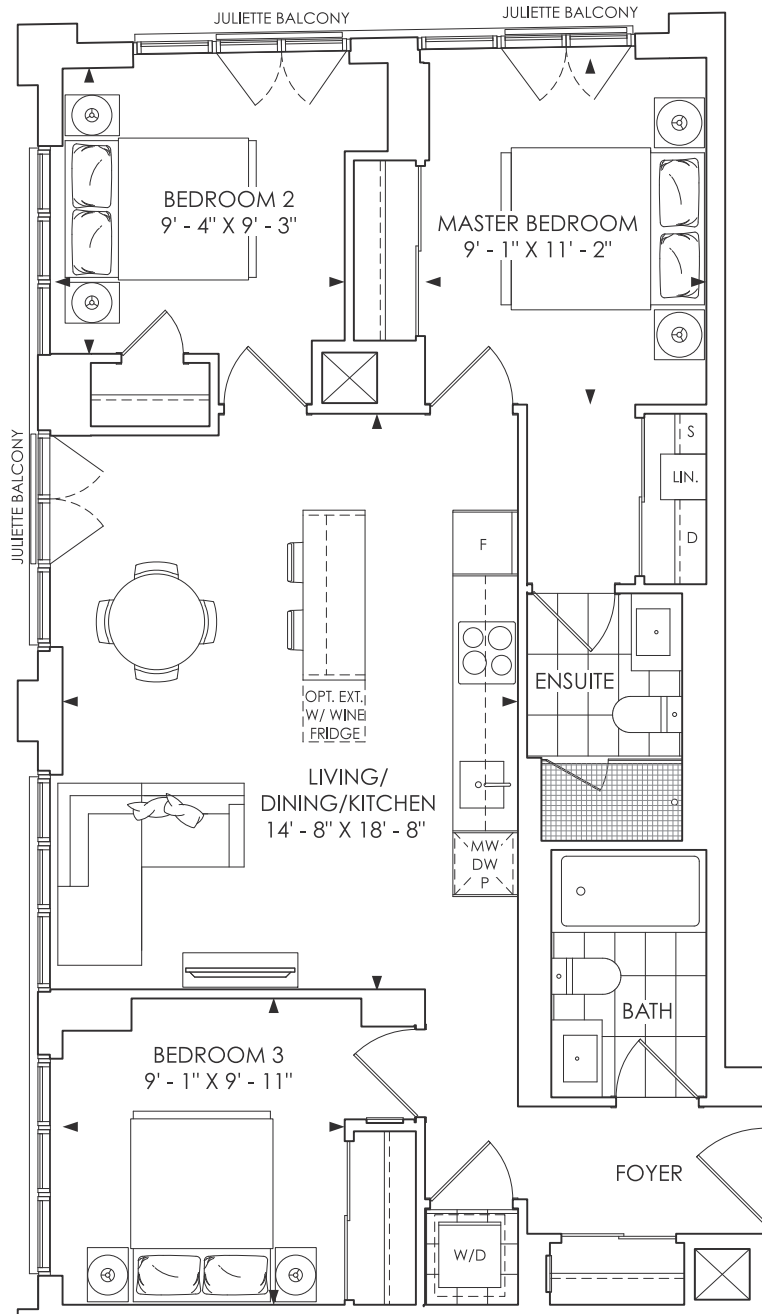 JULIETTE BALCONY
JULIETTE BALCONY
BEDROOM 2
9' - 4" X 9' - 3"
MASTER BEDROOM
9' - 1" X 11' - 2"
JULIETTE BALCONY
S
LIN.
D
F
ENSUITE
OPT. EXT.
W/ WINE
FRIDGE
LIVING/
DINING/KITCHEN
14' - 8" X 18' - 8"
MW
DW
P
BATH
BEDROOM 3
9' - 1" X 9' - 11"
FOYER
W/D